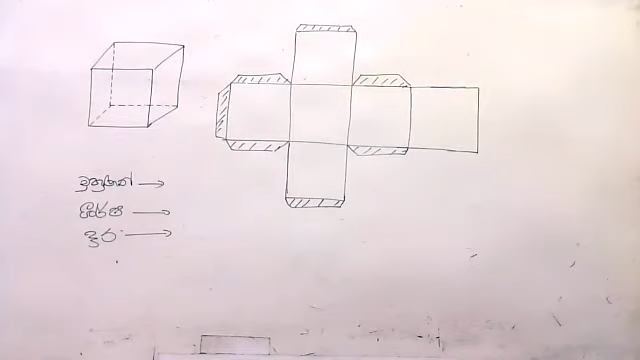 මුහුණත් →
ශීර්ෂ →
දාර →